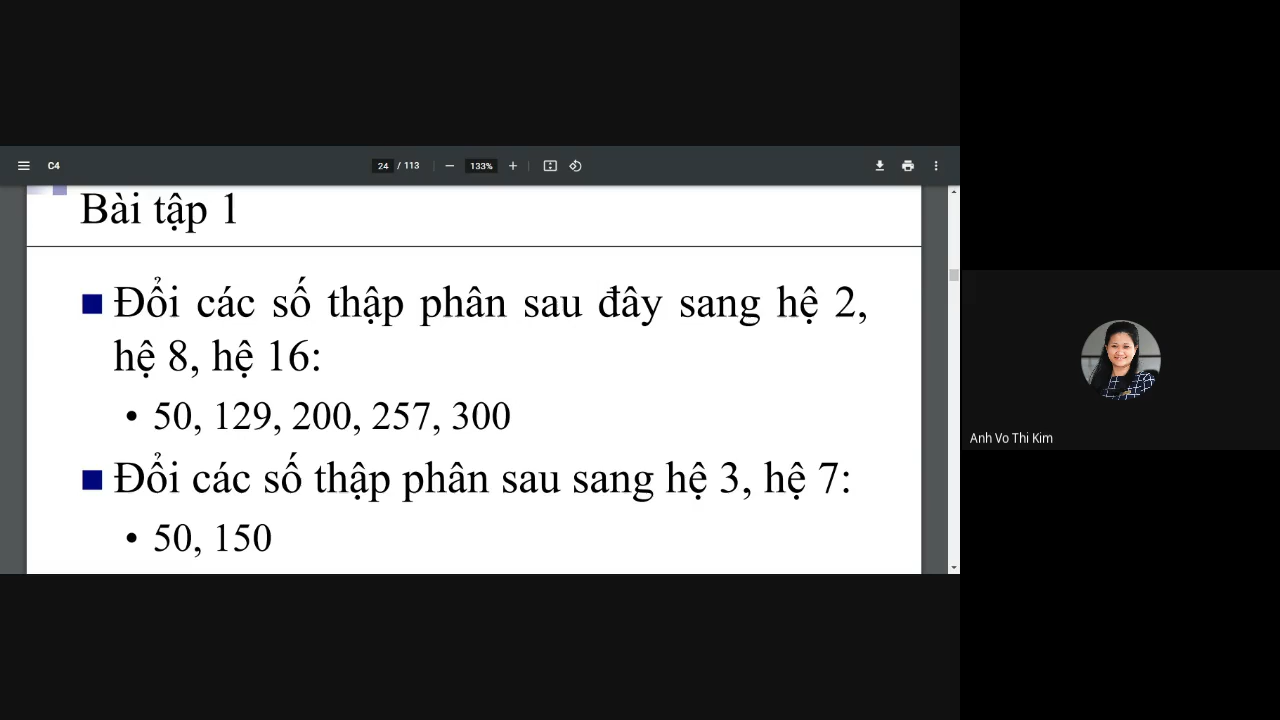 C4
24 / 113
133%
Bài tập 1
Đổi các số thập phân sau đây sang hệ 2,
hệ 8, hệ 16:
• 50, 129, 200, 257, 300
Đổi các số thập phân sau sang hệ 3, hệ 7:
• 50, 150
Anh Vo Thi Kim